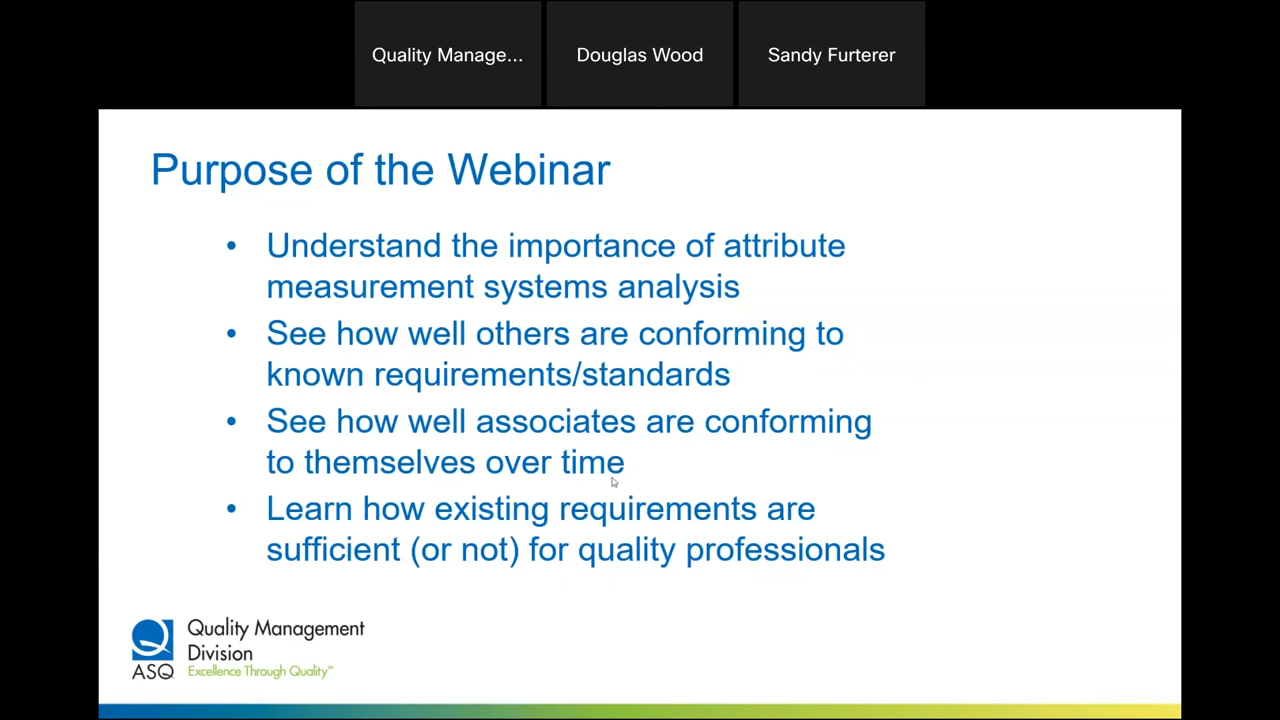 Quality Manage...
Douglas Wood
Sandy Furterer
Purpose of the Webinar
• Understand the importance of attribute
measurement systems analysis
• See how well others are conforming to
known requirements/standards
• See how well associates are conforming
to themselves over time
• Learn how existing requirements are
sufficient (or not) for quality professionals
Quality Management
Division
ASQ Excellence Through Quality™